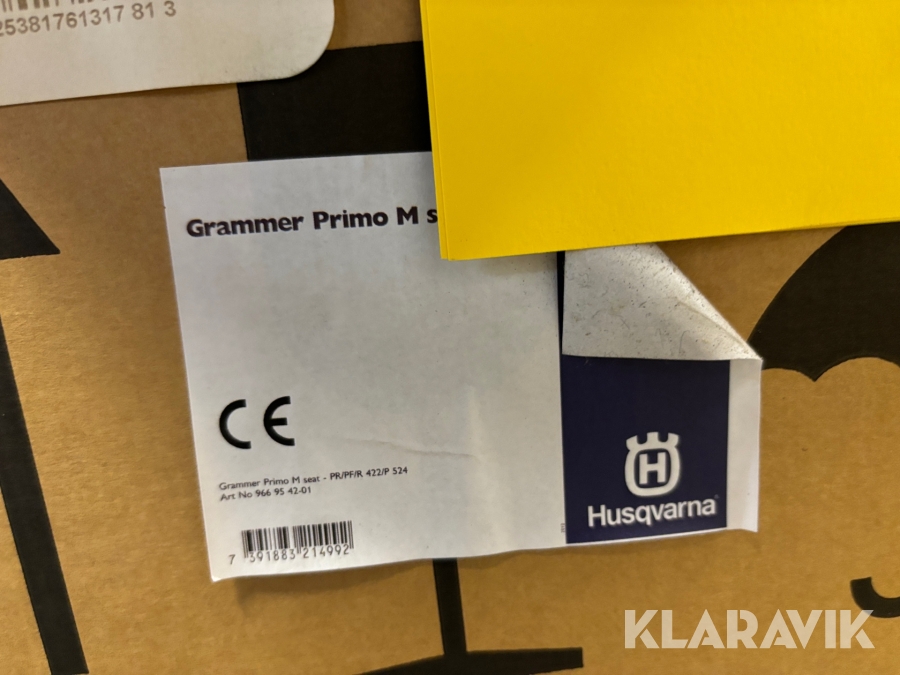 25381761317 81 3
Grammer Primo M s
CE
Grammer Primo M seat - PR/PF/R 422/P 524
Art No 966 95 42-01
7 391883 214992
H
Husqvarna
KLARAVIK